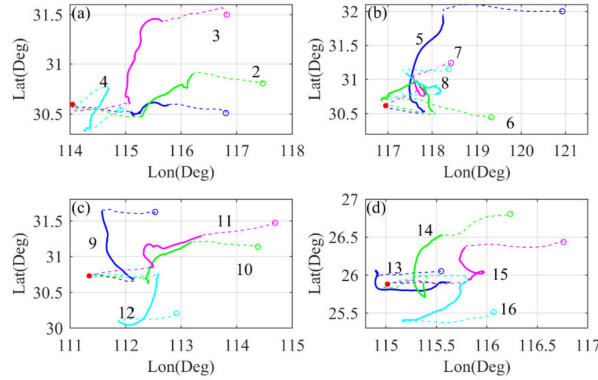 (a)
31.5
3
Lat(Deg)
31
2
4
30.5
114 115 116 117 118
Lon(Deg)
(b)
32
5
31.5
7
Lat(Deg)
31
8
30.5
6
117 118 119 120 121
Lon(Deg)
(c)
31.5
11
9
Lat(Deg)
31
10
30.5
12
30
111 112 113 114 115
Lon(Deg)
27
(d)
14
26.5
Lat(Deg)
13
15
26
16
25.5
115 115.5 116 116.5 117
Lon(Deg)